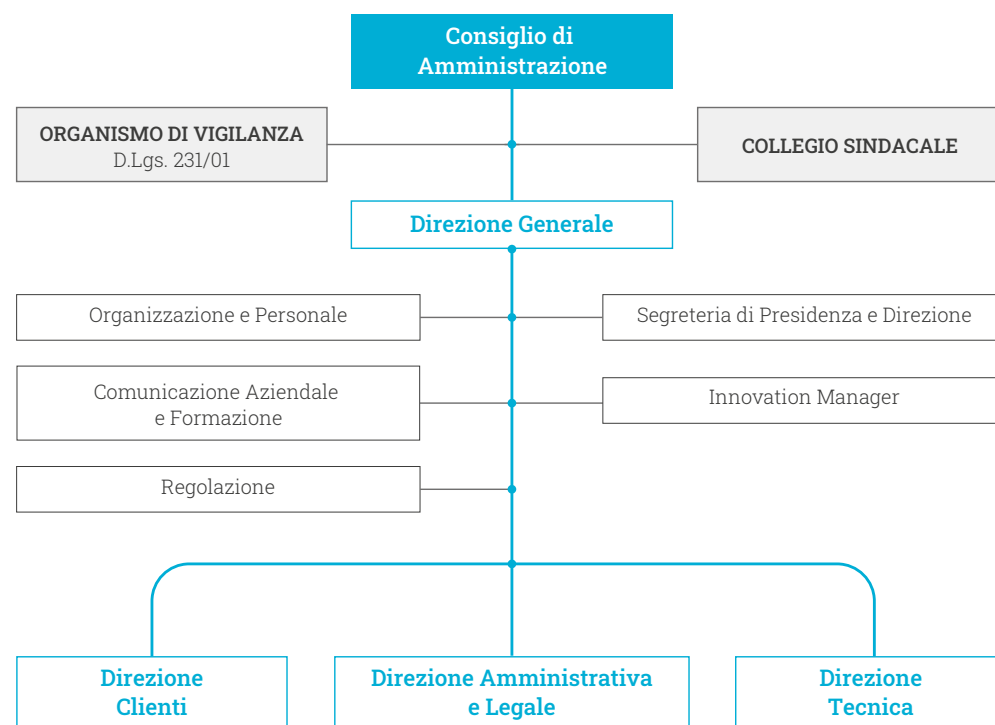 Consiglio di
Amministrazione
ORGANISMO DI VIGILANZA
D.Lgs. 231/01
COLLEGIO SINDACALE
Direzione Generale
Organizzazione e Personale
Segreteria di Presidenza e Direzione
Comunicazione Aziendale
e Formazione
Innovation Manager
Regolazione
Direzione
Clienti
Direzione Amministrativa
e Legale
Direzione
Tecnica